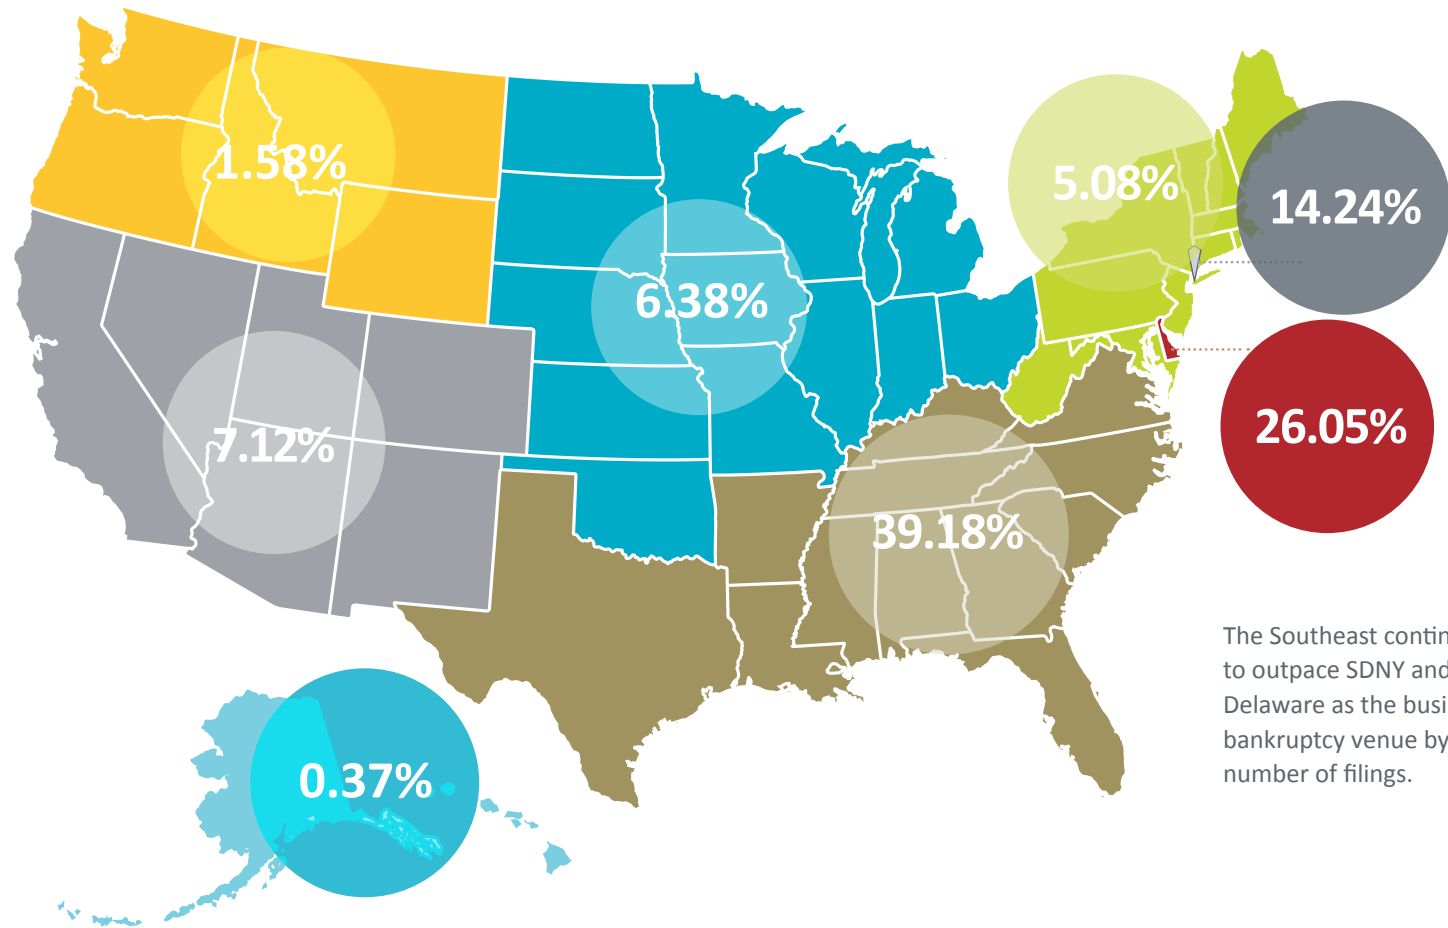 1.58%
5.08%
14.24%
6.38%
26.05%
7.12%
39.18%
0.37%
The Southeast contin
to outpace SDNY and
Delaware as the busi
bankruptcy venue by
number of filings.